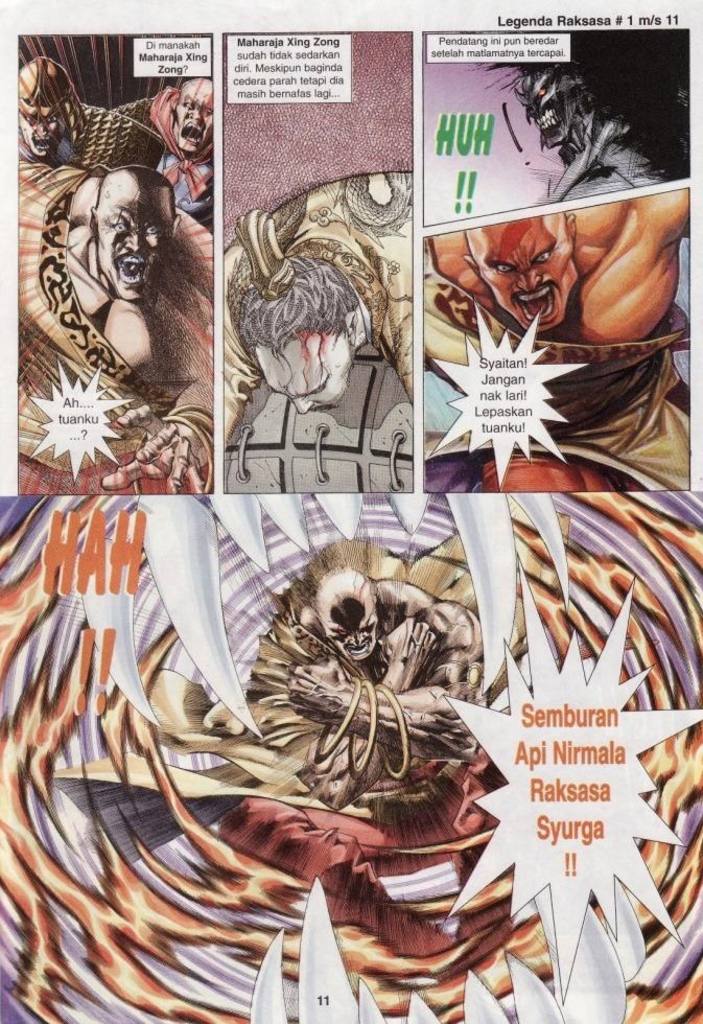 Legenda Raksasa # 1 m/s 11
Di manakah
Maharaja Xing
Zong?
Ah....
tuanku
...?
Maharaja Xing Zong
sudah tidak sedarkan
diri. Meskipun baginda
cedera parah tetapi dia
masih bernafas lagi...
Pendatang ini pun beredar
setelah matlamatnya tercapai.
HUH
!!
Syaitan!
Jangan
nak lari!
Lepaskan
tuanku!
HAH
!!
Semburan
Api Nirmala
Raksasa
Syurga
!!
11